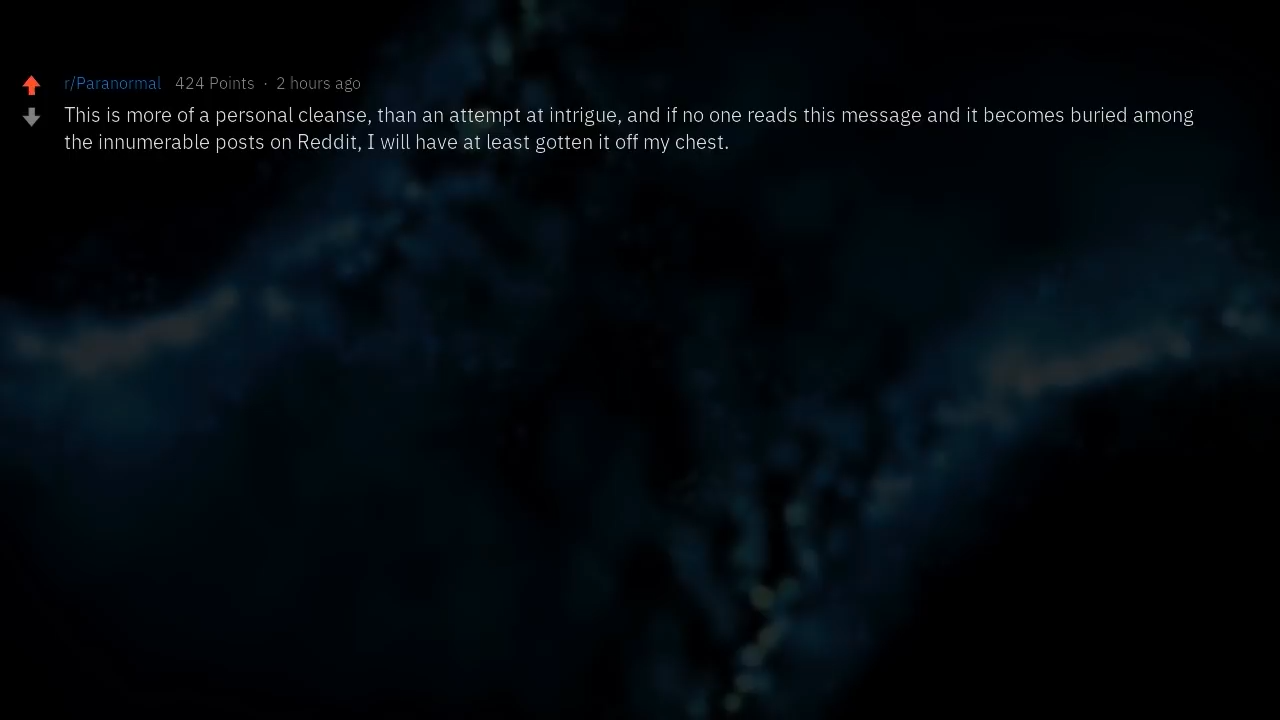 r/Paranormal 424 Points · 2 hours ago
This is more of a personal cleanse, than an attempt at intrigue, and if no one reads this message and it becomes buried among
the innumerable posts on Reddit, I will have at least gotten it off my chest.